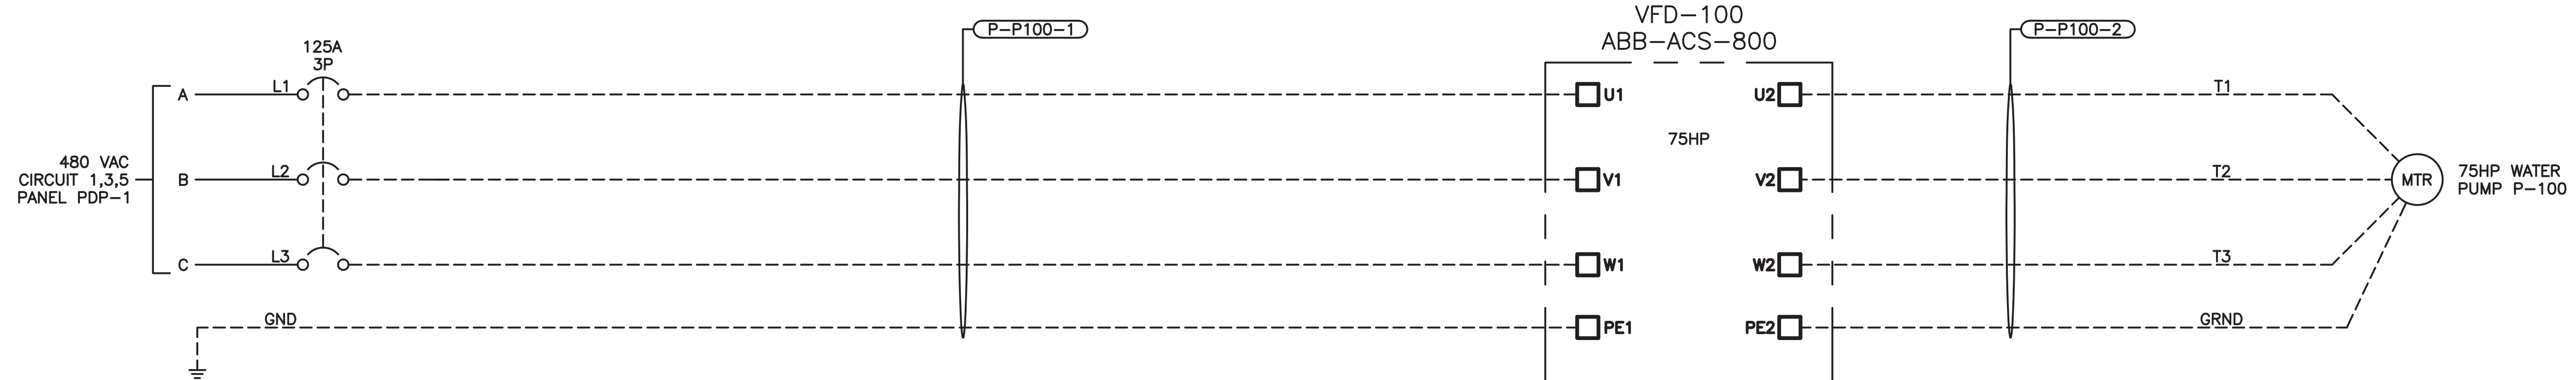 VFD-100
ABB-ACS-800
P-P100-1
P-P100-2
125A
3P
A
L1
U1
U2
T1
75HP
480 VAC
CIRCUIT 1,3,5
PANEL PDP-1
B
L2
V1
V2
T2
MTR
75HP WATER
PUMP P-100
C
L3
W1
W2
T3
GND
PE1
PE2
GRND